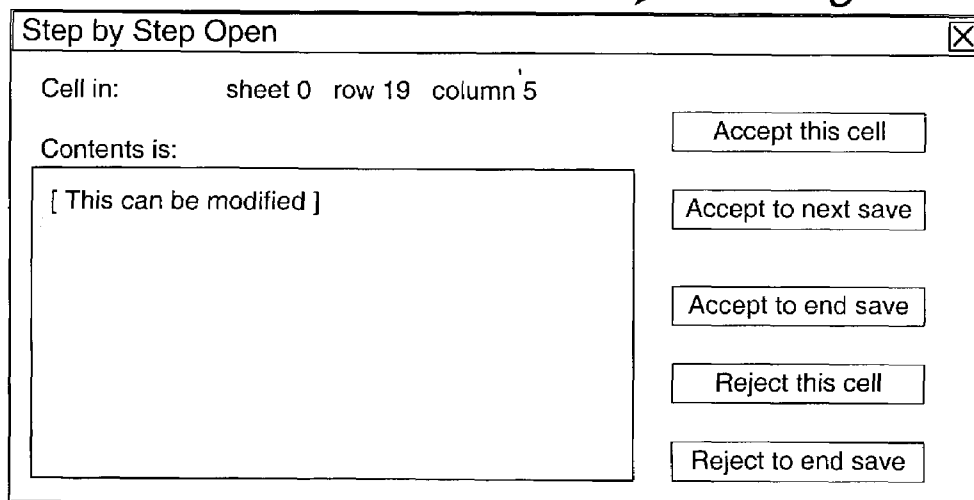 Step by Step Open
Cell in: sheet 0 row 19 column 5
Contents is:
[ This can be modified ]
Accept this cell
Accept to next save
Accept to end save
Reject this cell
Reject to end save